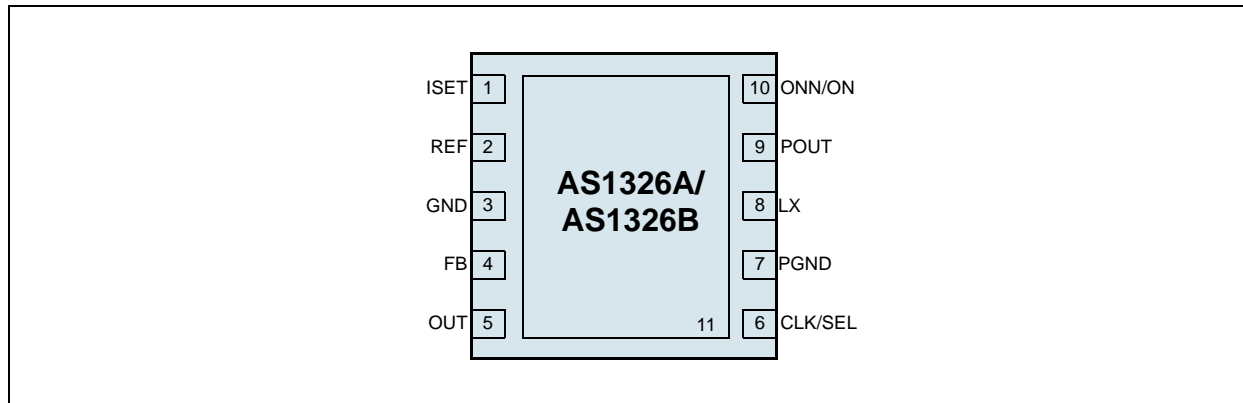 ISET 1
REF 2
GND 3
FB 4
OUT 5
AS1326A/
AS1326B
11
10 ONN/ON
9 POUT
8 LX
7 PGND
6 CLK/SEL